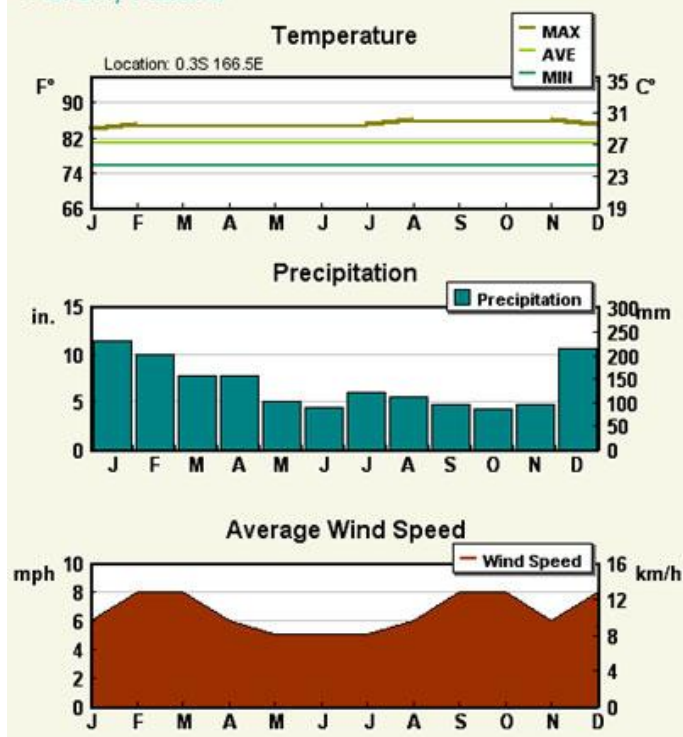 Temperature
MAX
AVE
MIN
Location: 0.3S 166.5E
F° C°
90 82 74 66
35 31 27 23 19
J F M A M J J A S O N D
Precipitation
Precipitation
in. mm
15 10 5 0
300 250 200 150 100 50 0
J F M A M J J A S O N D
Average Wind Speed
Wind Speed
mph km/h
10 8 6 4 2 0
16 12 8 4 0
J F M A M J J A S O N D